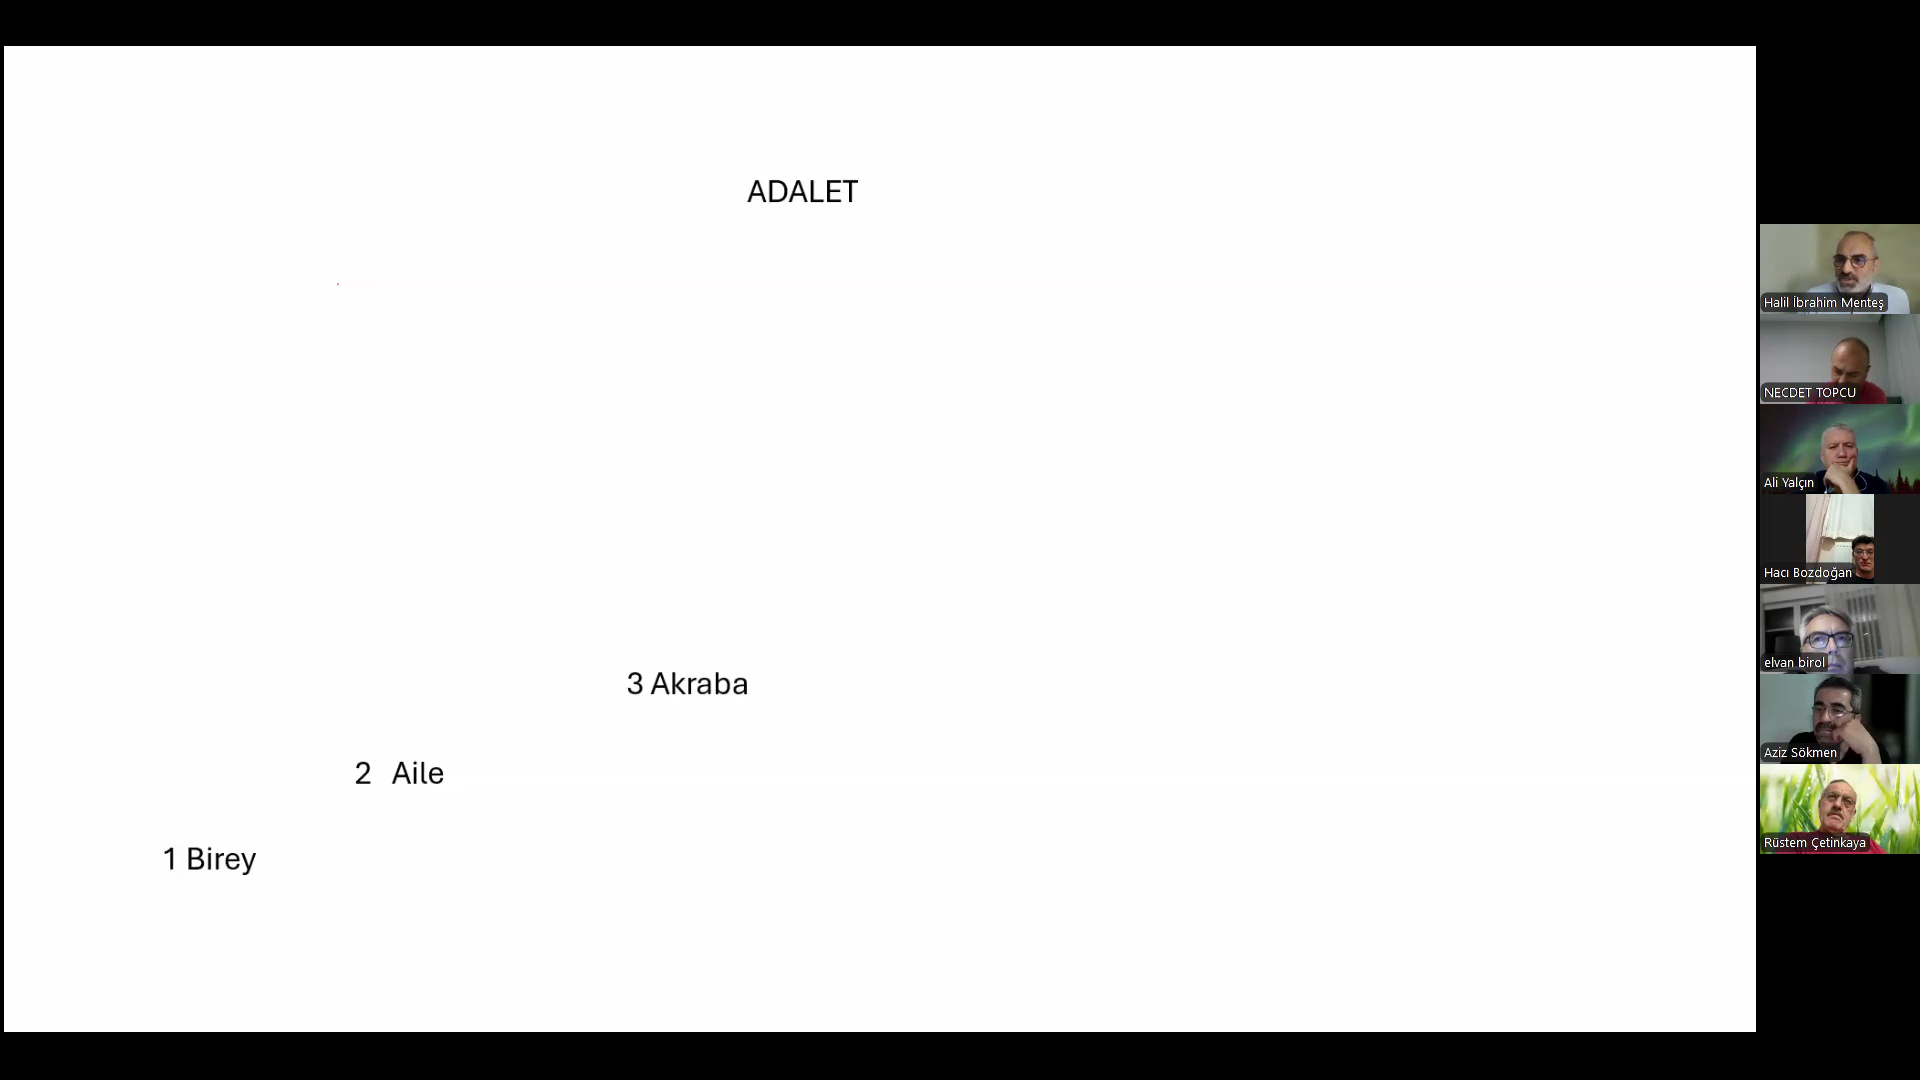 ADALET
3 Akraba
2 Aile
1 Birey
Halil İbrahim Menteş
NECDET TOPCU
Ali Yalçın
Hacı Bozdoğan
elvan birol
Aziz Sökmen
Rüstem Çetinkaya